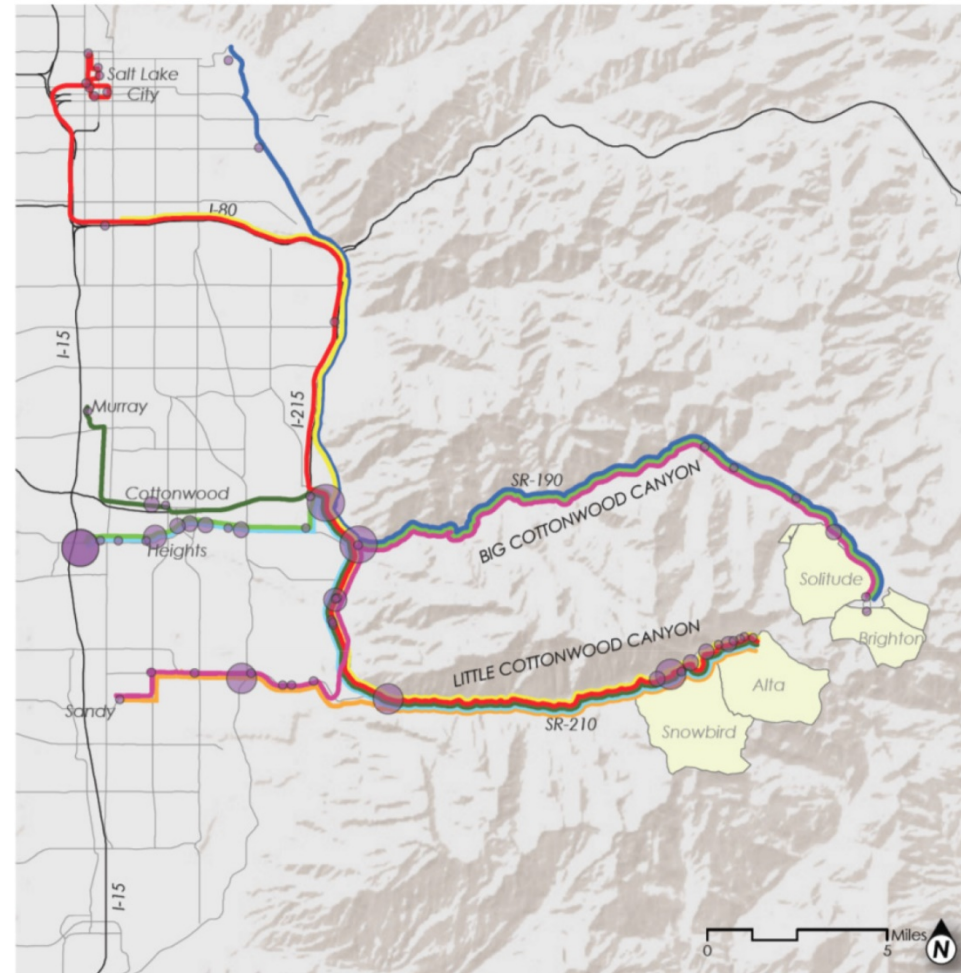 Salt Lake
City
I-80
I-15
I-215
Murray
Cottonwood
Heights
SR-190
BIG COTTONWOOD CANYON
Solitude
Brighton
LITTLE COTTONWOOD CANYON
Alta
Sandy
SR-210
Snowbird
I-15
Miles
0 5
N